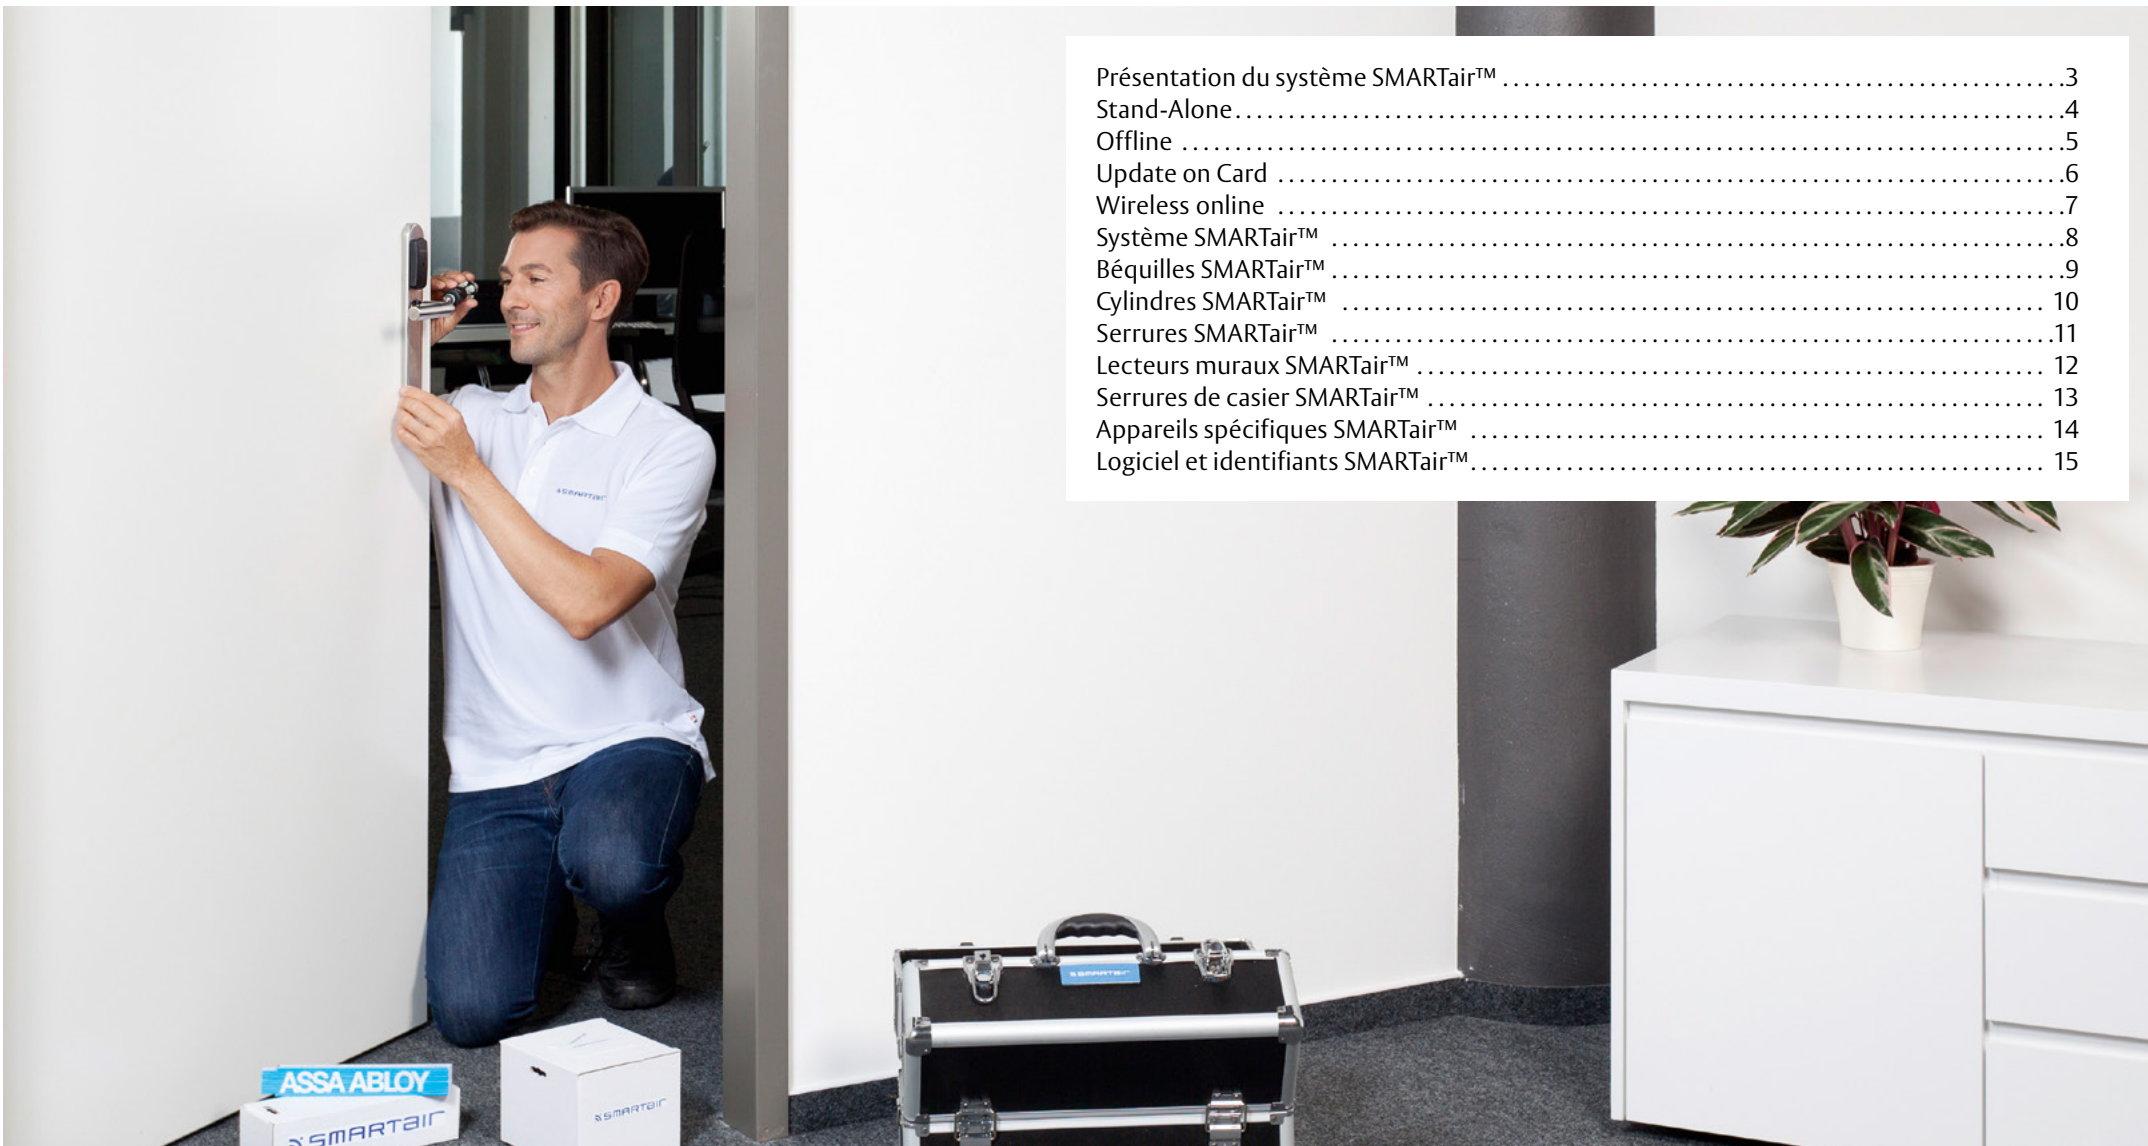 Présentation du système SMARTair™ ........................................................3
Stand-Alone ........................................................4
Offline ........................................................5
Update on Card ........................................................6
Wireless online ........................................................7
Système SMARTair™ ........................................................8
Béquilles SMARTair™ ........................................................9
Cylindres SMARTair™ ........................................................ 10
Serrures SMARTair™ ........................................................11
Lecteurs muraux SMARTair™ ........................................................ 12
Serrures de casier SMARTair™ ........................................................ 13
Appareils spécifiques SMARTair™ ........................................................ 14
Logiciel et identifiants SMARTair™ ........................................................ 15
SMARTair
SMARTair
ASSA ABLOY
SMARTair
SMARTair